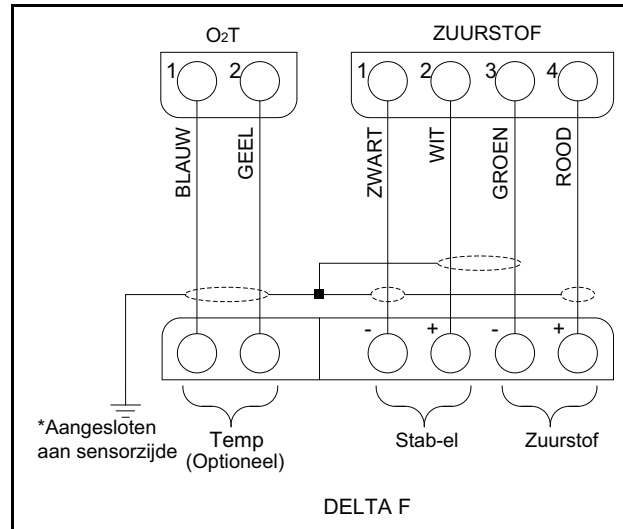 O₂T ZUURSTOF
1 2 1 2 3 4
BLAUW GEEL ZWART WIT GROEN ROOD
- + - +
*Aangesloten
aan sensorzijde
Temp
(Optioneel)
Stab-el
Zuurstof
DELTA F